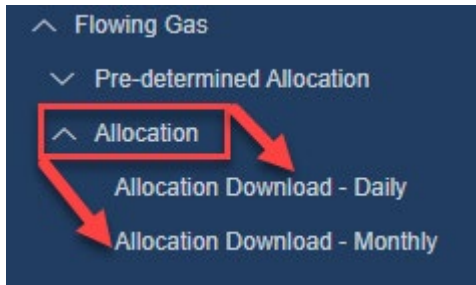 Flowing Gas
Pre-determined Allocation
Allocation
Allocation Download - Daily
Allocation Download - Monthly